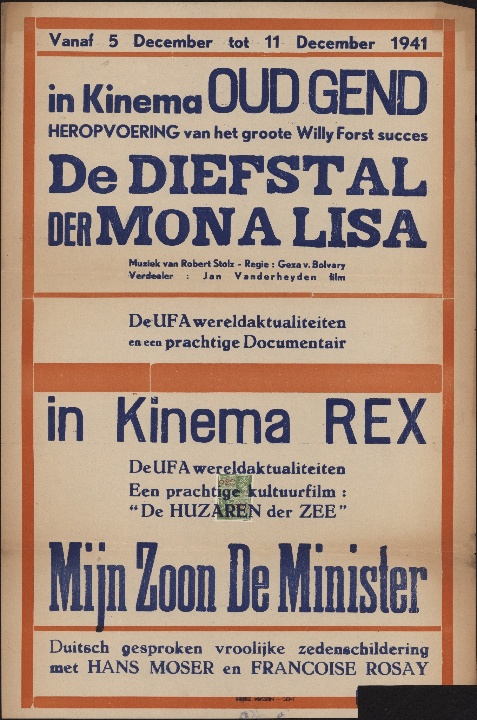 Vanaf 5 December tot 11 December 1941
in Kinema OUD GEND
HEROPVOERING van het groote Willy Forst succes
De DIEFSTAL
DER MONA LISA
Muziek van Robert Stolz - Regie : Geza v. Bolvary
Verdealer : Jan Vanderheyden film
De UFA wereldaktualiteiten
en een prachtige Documentair
in Kinema REX
De UFA wereldaktualiteiten
Een prachtige kultuurfilm :
“De HUZAREN der ZEE”
Mijn Zoon De Minister
Duitsch gesproken vroolijke zedenschildering
met HANS MOSER en FRANCOISE ROSAY